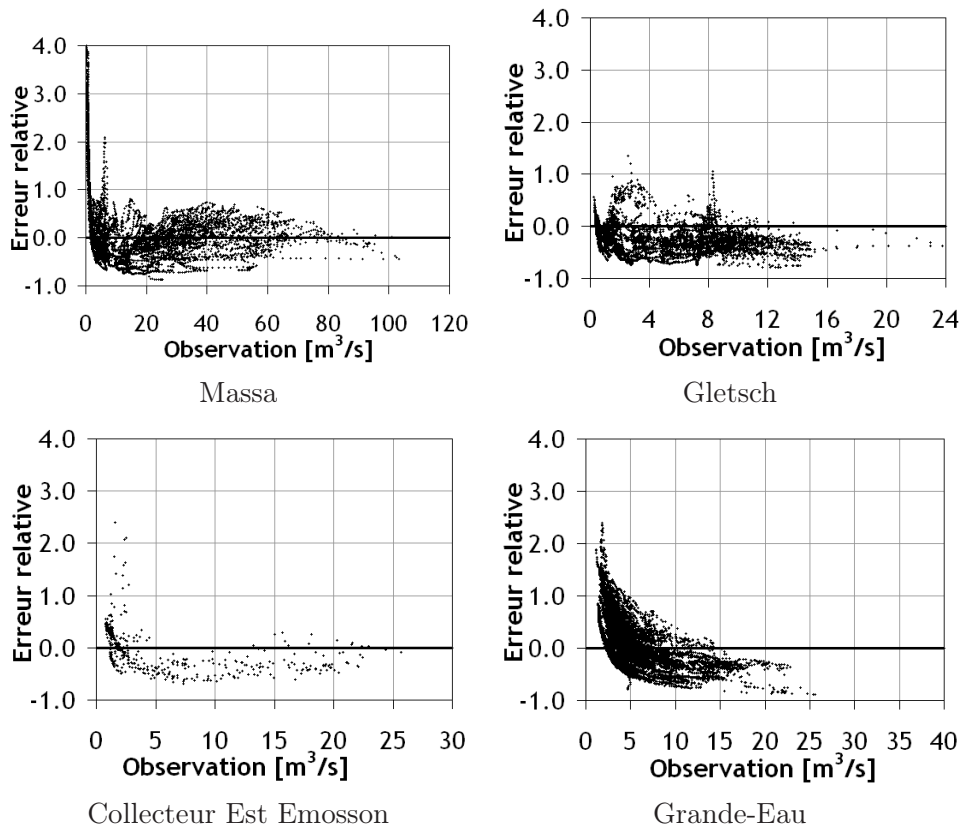 4.0
3.0
2.0
1.0
0.0
-1.0
Erreur relative
0 20 40 60 80 100 120
Observation [m³/s]
Massa
4.0
3.0
2.0
1.0
0.0
-1.0
Erreur relative
0 4 8 12 16 20 24
Observation [m³/s]
Gletsch
4.0
3.0
2.0
1.0
0.0
-1.0
Erreur relative
0 5 10 15 20 25 30
Observation [m³/s]
Collecteur Est Emosson
4.0
3.0
2.0
1.0
0.0
-1.0
Erreur relative
0 5 10 15 20 25 30 35 40
Observation [m³/s]
Grande-Eau